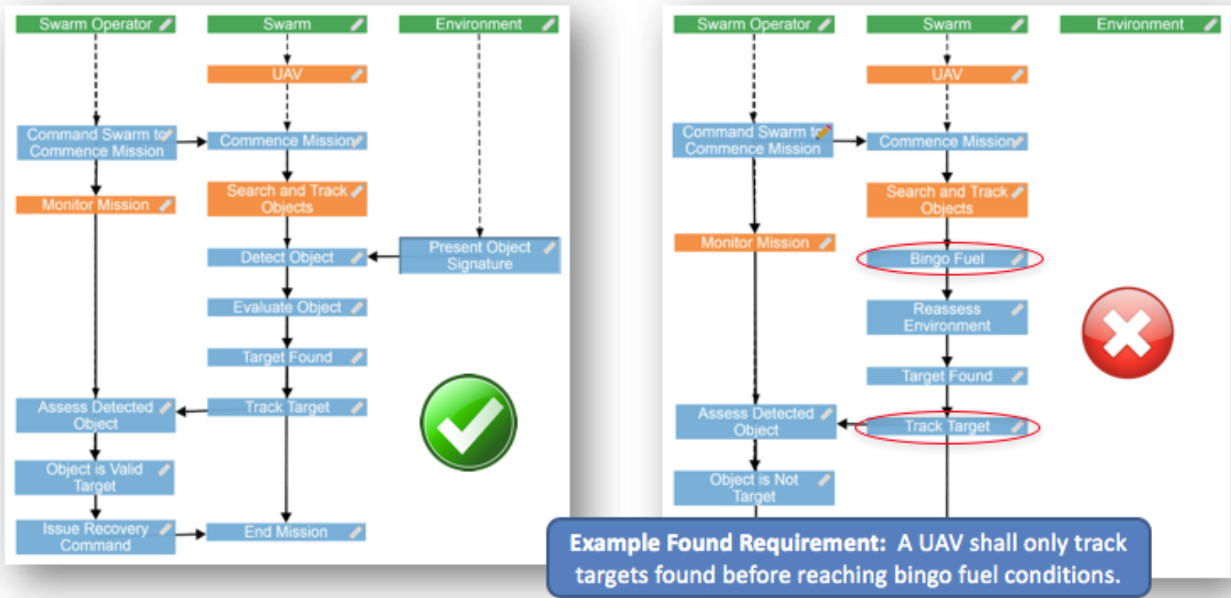 Swarm Operator
Swarm
Environment
UAV
Command Swarm to
Commence Mission
Commence Mission
Monitor Mission
Search and Track
Objects
Detect Object
Present Object
Signature
Evaluate Object
Target Found
Assess Detected
Object
Track Target
Object is Valid
Target
Issue Recovery
Command
End Mission
Swarm Operator
Swarm
Environment
UAV
Command Swarm to
Commence Mission
Commence Mission
Search and Track
Objects
Monitor Mission
Bingo Fuel
Reassess
Environment
Target Found
Assess Detected
Object
Track Target
Object is Not
Target
Example Found Requirement: A UAV shall only track
targets found before reaching bingo fuel conditions.